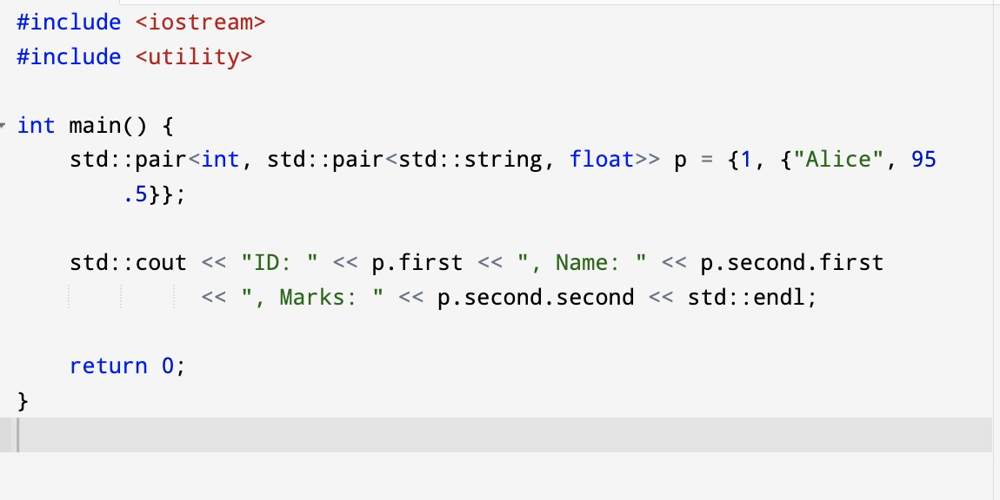 #include <iostream>
#include <utility>
int main() {
    std::pair<int, std::pair<std::string, float>> p = {1, {"Alice", 95
        .5}};
    std::cout << "ID: " << p.first << ", Name: " << p.second.first
              << ", Marks: " << p.second.second << std::endl;
    return 0;
}